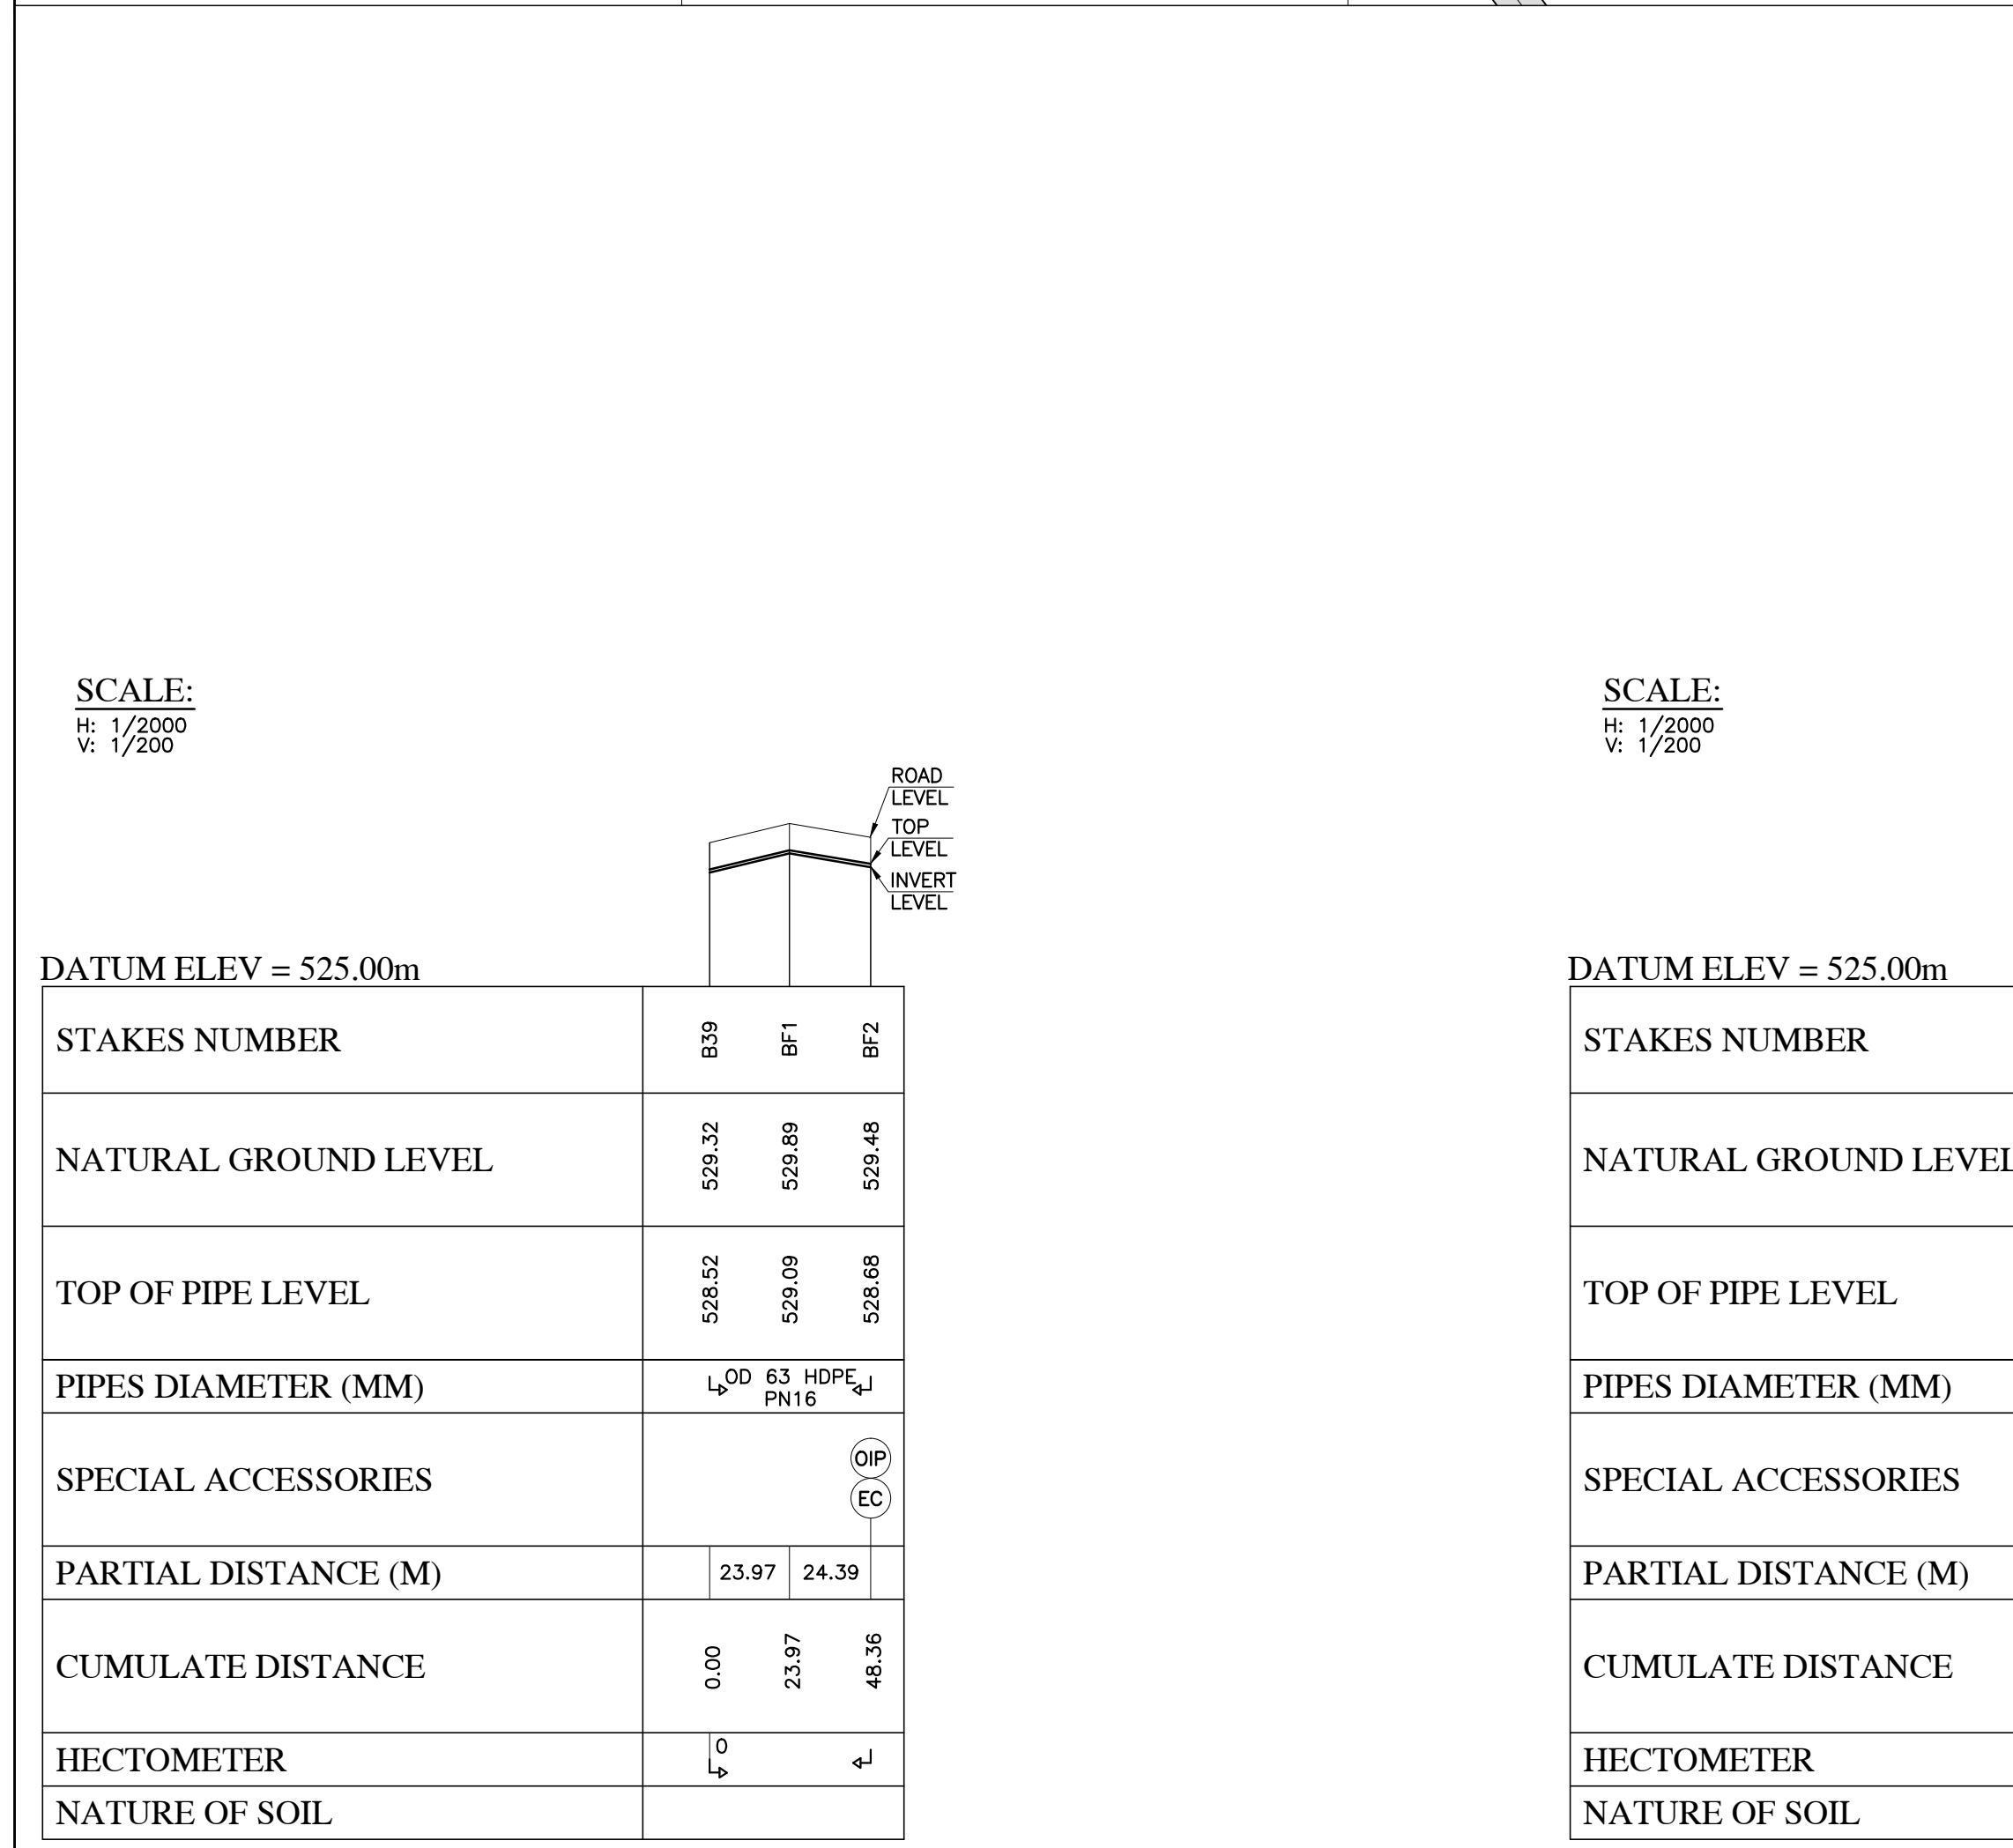 SCALE:
H: 1/2000
V: 1/200
ROAD
LEVEL
TOP
LEVEL
INVERT
LEVEL
DATUM ELEV = 525.00m
STAKES NUMBER B39 BF1 BF2
NATURAL GROUND LEVEL 529.32 529.89 529.48
TOP OF PIPE LEVEL 528.52 529.09 528.68
PIPES DIAMETER (MM) OD 63 HDPE
PN16
SPECIAL ACCESSORIES OIP
EC
PARTIAL DISTANCE (M) 23.97 24.39
CUMULATE DISTANCE 0.00 23.97 48.36
HECTOMETER 0
NATURE OF SOIL
SCALE:
H: 1/2000
V: 1/200
DATUM ELEV = 525.00m
STAKES NUMBER
NATURAL GROUND LEVEL
TOP OF PIPE LEVEL
PIPES DIAMETER (MM)
SPECIAL ACCESSORIES
PARTIAL DISTANCE (M)
CUMULATE DISTANCE
HECTOMETER
NATURE OF SOIL